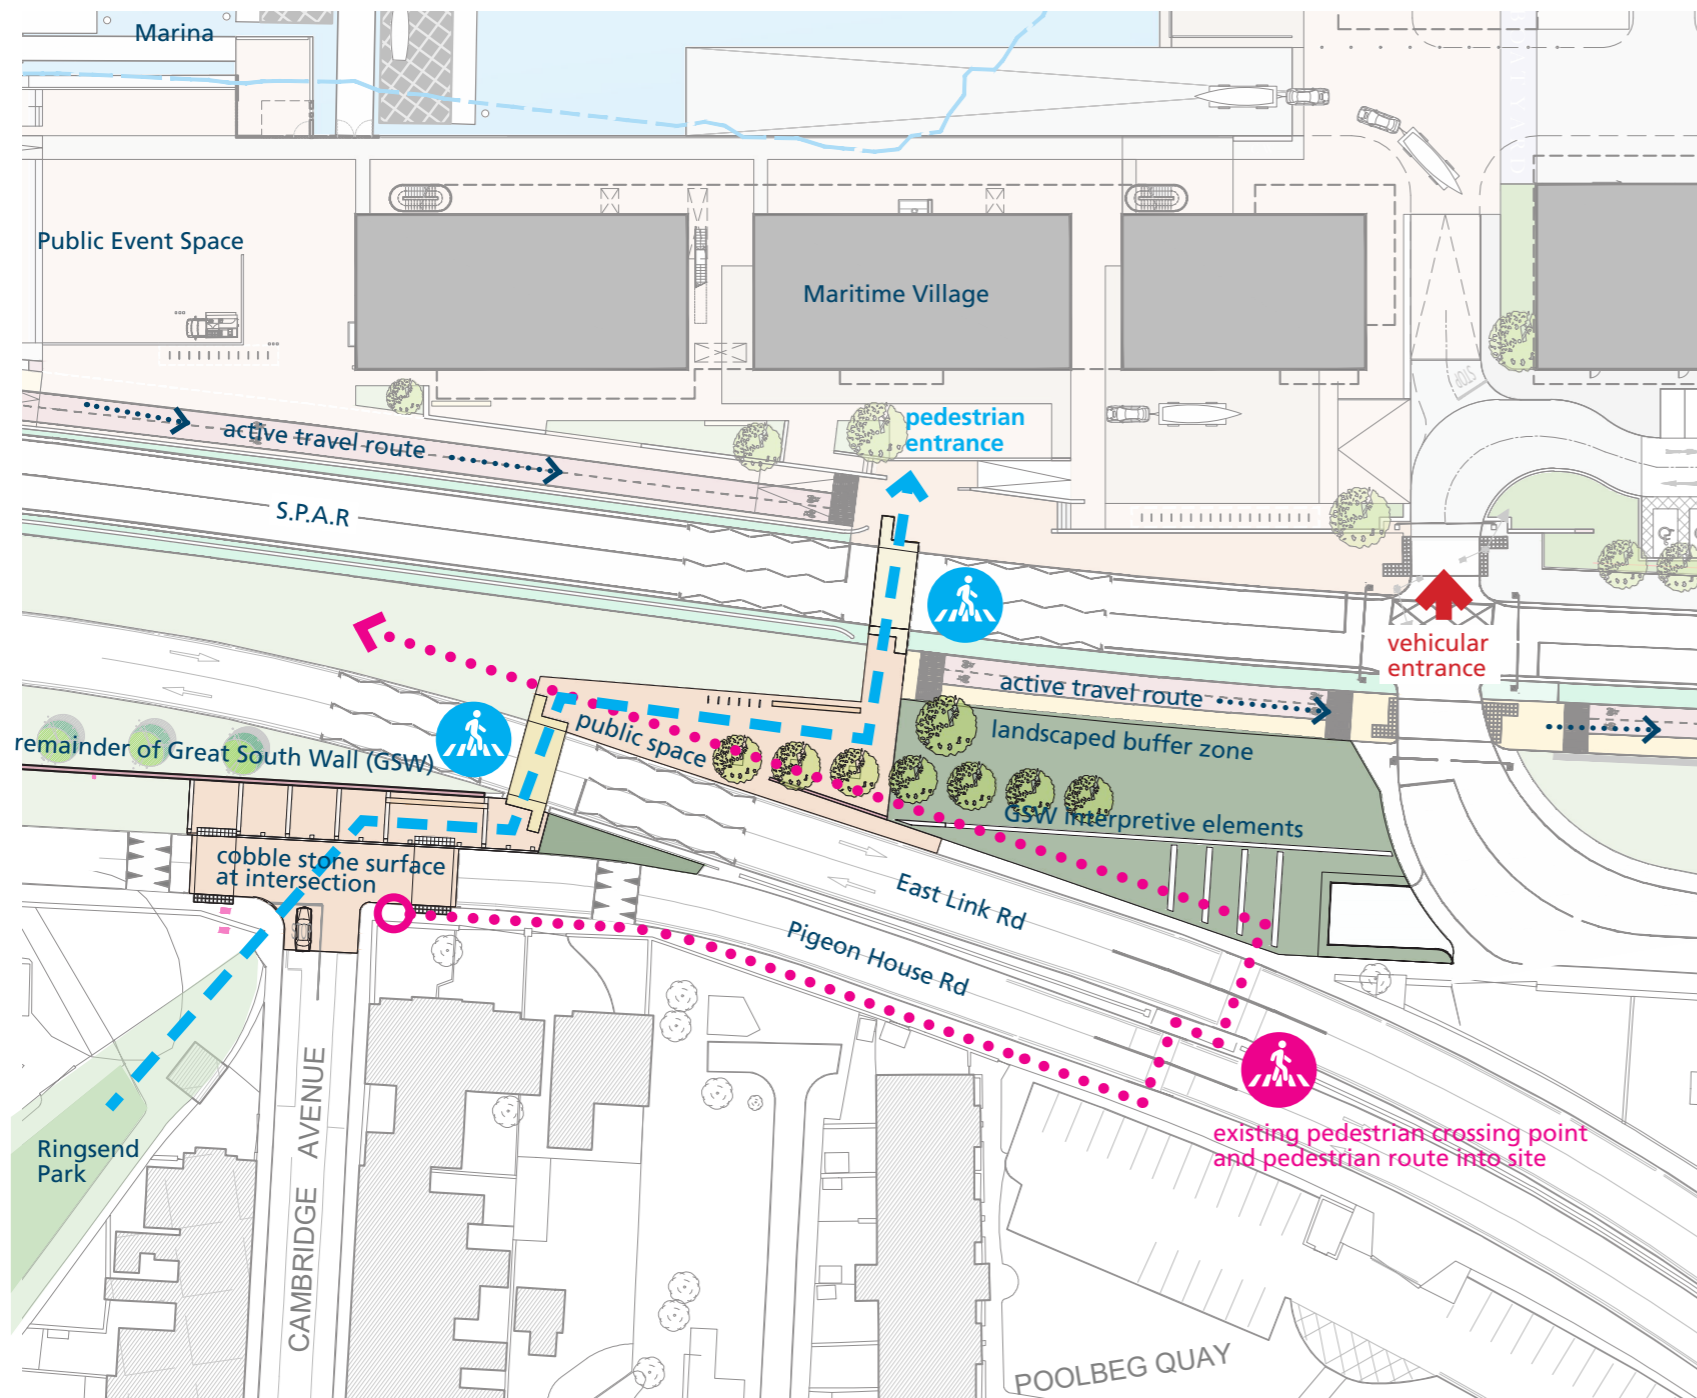 Marina
Public Event Space
Maritime Village
pedestrian
entrance
active travel route
S.P.A.R
STOP
vehicular
entrance
active travel route
public space
landscaped buffer zone
remainder of Great South Wall (GSW)
GSW interpretive elements
cobble stone surface
at intersection
East Link Rd
Pigeon House Rd
Ringsend
Park
CAMBRIDGE AVENUE
existing pedestrian crossing point
and pedestrian route into site
POOLBEG QUAY